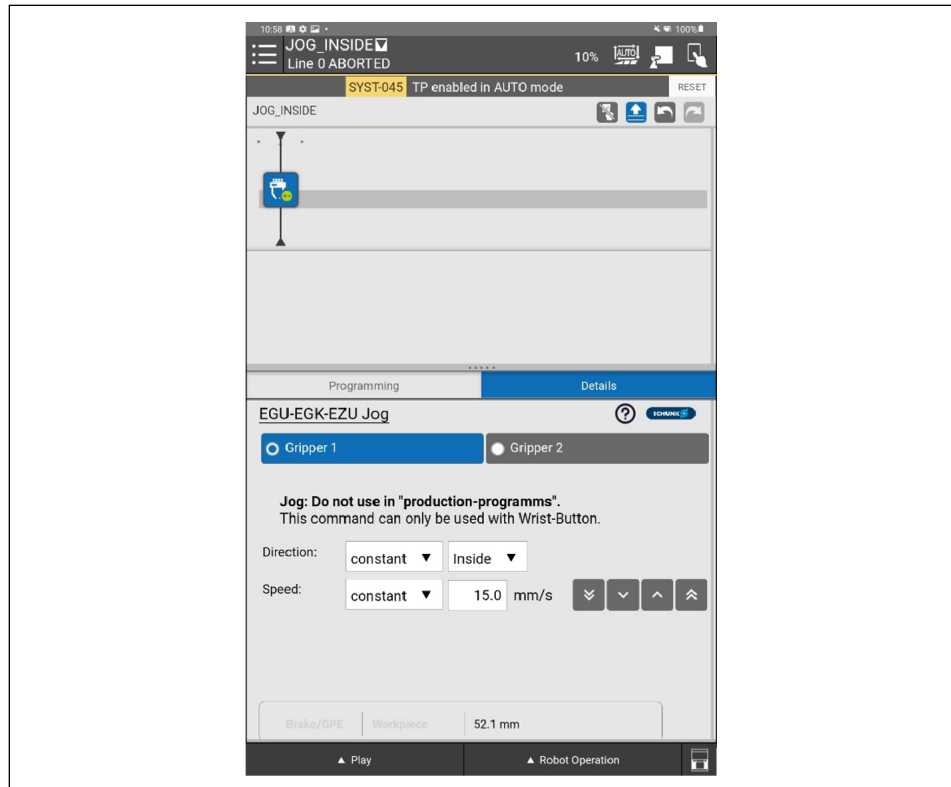 10:58
100%
JOG_INSIDE
Line 0 ABORTED
10%
AUTO
SYST-045 TP enabled in AUTO mode
RESET
JOG_INSIDE
Programming
Details
EGU-EGK-EZU Jog
?
SCHUNK
Gripper 1
Gripper 2
Jog: Do not use in "production-programms".
This command can only be used with Wrist-Button.
Direction: constant ▼ Inside ▼
Speed: constant ▼ 15.0 mm/s
Brake/GPE Workpiece 52.1 mm
▲ Play
▲ Robot Operation